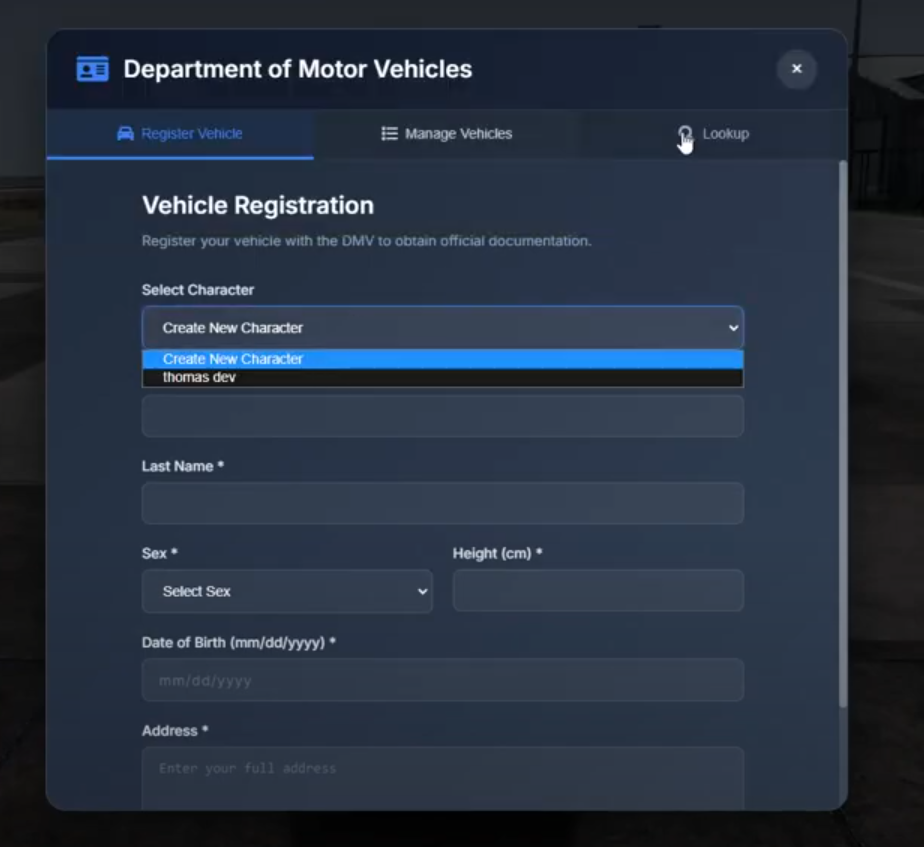 Department of Motor Vehicles
Register Vehicle
Manage Vehicles
Lookup
Vehicle Registration
Register your vehicle with the DMV to obtain official documentation.
Select Character
Create New Character
Create New Character
thomas dev
Last Name *
Sex *
Height (cm) *
Select Sex
Date of Birth (mm/dd/yyyy) *
mm/dd/yyyy
Address *
Enter your full address